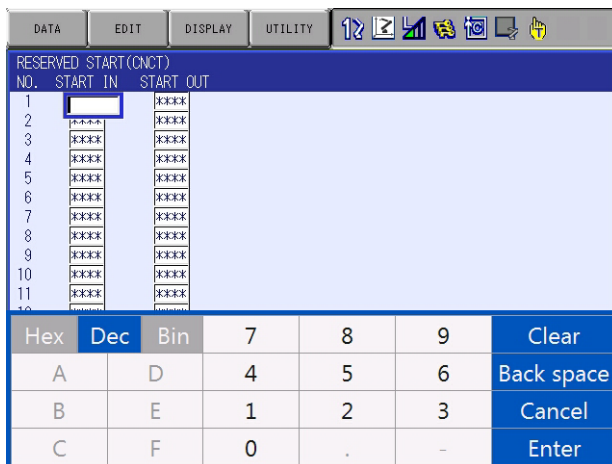 DATA EDIT DISPLAY UTILITY
RESERVED START(CNCT)
NO. START IN START OUT
1 ****
2 **** ****
3 **** ****
4 **** ****
5 **** ****
6 **** ****
7 **** ****
8 **** ****
9 **** ****
10 **** ****
11 **** ****
Hex Dec Bin 7 8 9 Clear
A D 4 5 6 Back space
B E 1 2 3 Cancel
C F 0 . - Enter